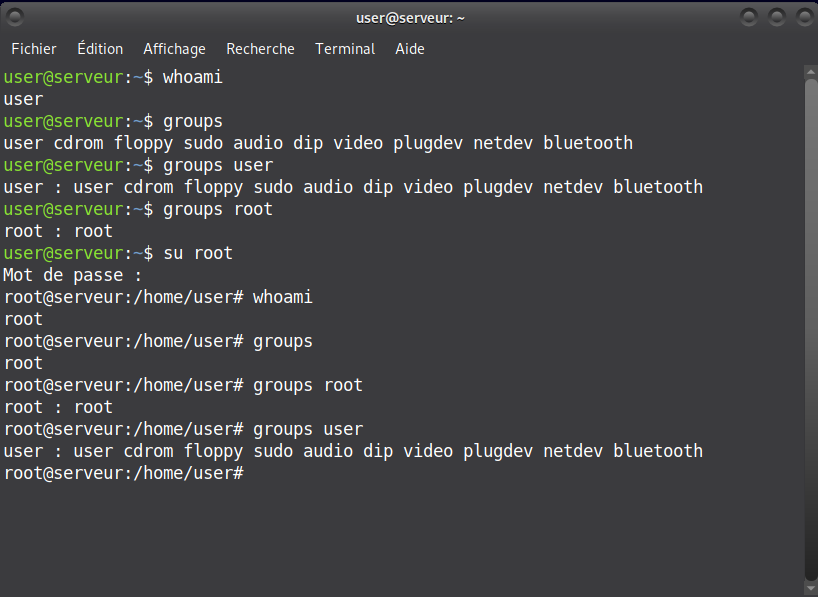 user@serveur: ~
Fichier Édition Affichage Recherche Terminal Aide
user@serveur:~$ whoami
user
user@serveur:~$ groups
user cdrom floppy sudo audio dip video plugdev netdev bluetooth
user@serveur:~$ groups user
user : user cdrom floppy sudo audio dip video plugdev netdev bluetooth
user@serveur:~$ groups root
root : root
user@serveur:~$ su root
Mot de passe :
root@serveur:/home/user# whoami
root
root@serveur:/home/user# groups
root
root@serveur:/home/user# groups root
root : root
root@serveur:/home/user# groups user
user : user cdrom floppy sudo audio dip video plugdev netdev bluetooth
root@serveur:/home/user#